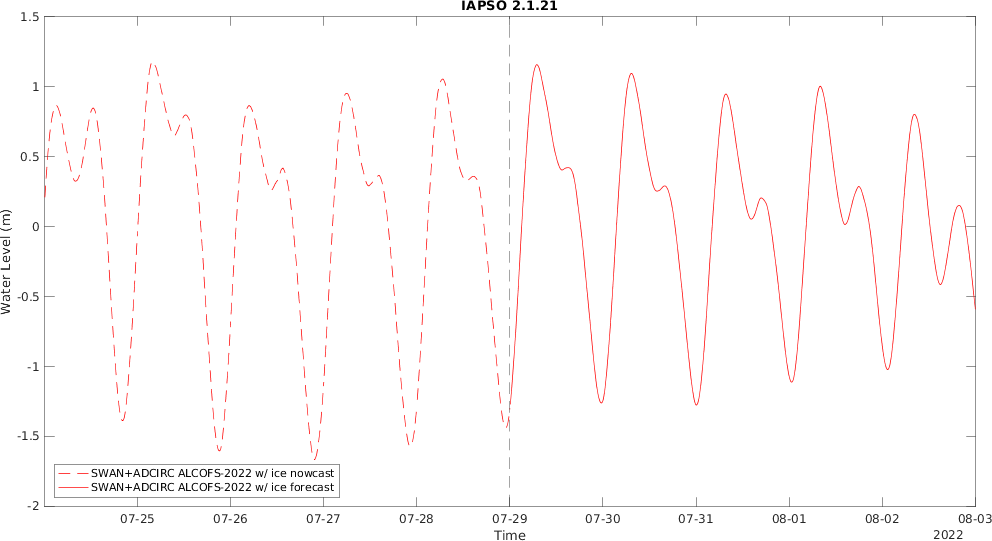 IAPSO 2.1.21
1.5
1
0.5
0
-0.5
-1
-1.5
-2
Water Level (m)
SWAN+ADCIRC ALCOFS-2022 w/ ice nowcast
SWAN+ADCIRC ALCOFS-2022 w/ ice forecast
07-25 07-26 07-27 07-28 07-29 07-30 07-31 08-01 08-02 08-03
Time
2022